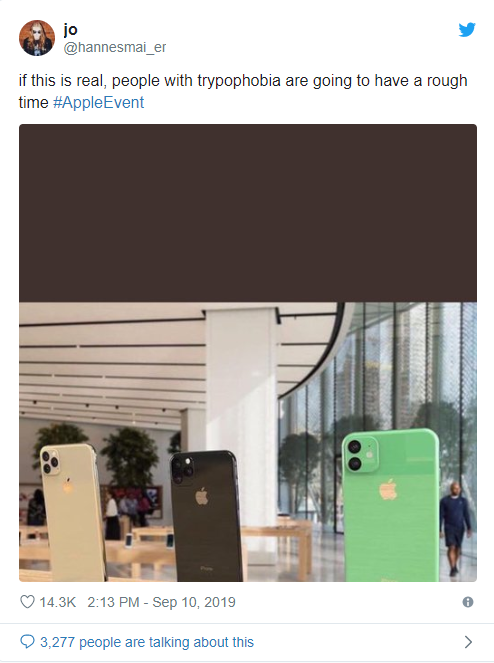 jo
@hannesmai_er
if this is real, people with trypophobia are going to have a rough
time #AppleEvent
14.3K 2:13 PM - Sep 10, 2019
3,277 people are talking about this